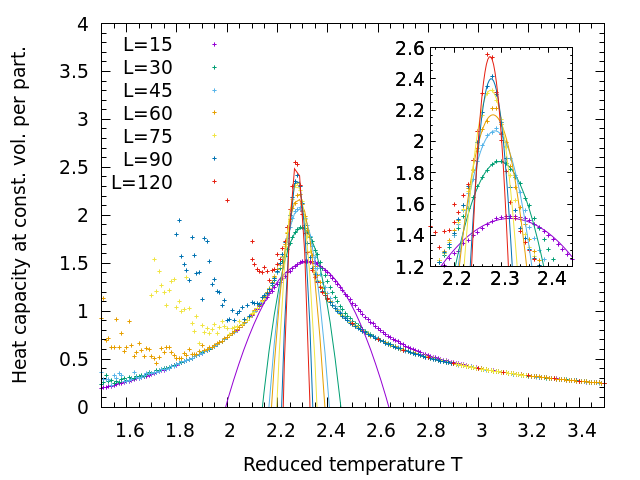 Heat capacity at const. vol. per part.
4
3.5
3
2.5
2
1.5
1
0.5
0
L=15
L=30
L=45
L=60
L=75
L=90
L=120
2.6
2.4
2.2
2
1.8
1.6
1.4
1.2
2.2 2.3 2.4
1.6 1.8 2 2.2 2.4 2.6 2.8 3 3.2 3.4
Reduced temperature T